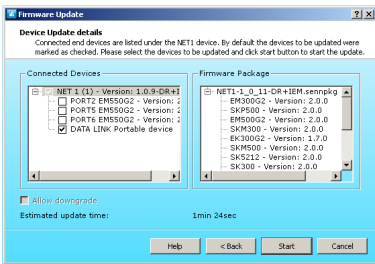 Firmware Update
Device Update details
Connected end devices are listed under the NET1 device. By default the devices to be updated were
marked as checked. Please select the devices to be updated and click start button to start the update.
Connected Devices
NET 1 (1) - Version: 1.0.9-DR+I
PORT2 EM550G2 - Version: 2
PORT5 EM550G2 - Version: 2
PORT6 EM550G2 - Version: 2
DATA LINK Portable device
Firmware Package
NET1-1_0_11-DR+IEM.sennpkg
EM300G2 - Version: 2.0.0
SKP500 - Version: 2.0.0
SKM300 - Version: 2.0.0
EK300G2 - Version: 1.7.0
SKM500 - Version: 2.0.0
SK5212 - Version: 2.0.0
SK300 - Version: 2.0.0
Allow downgrade
Estimated update time:
1min 24sec
Help
< Back
Start
Cancel